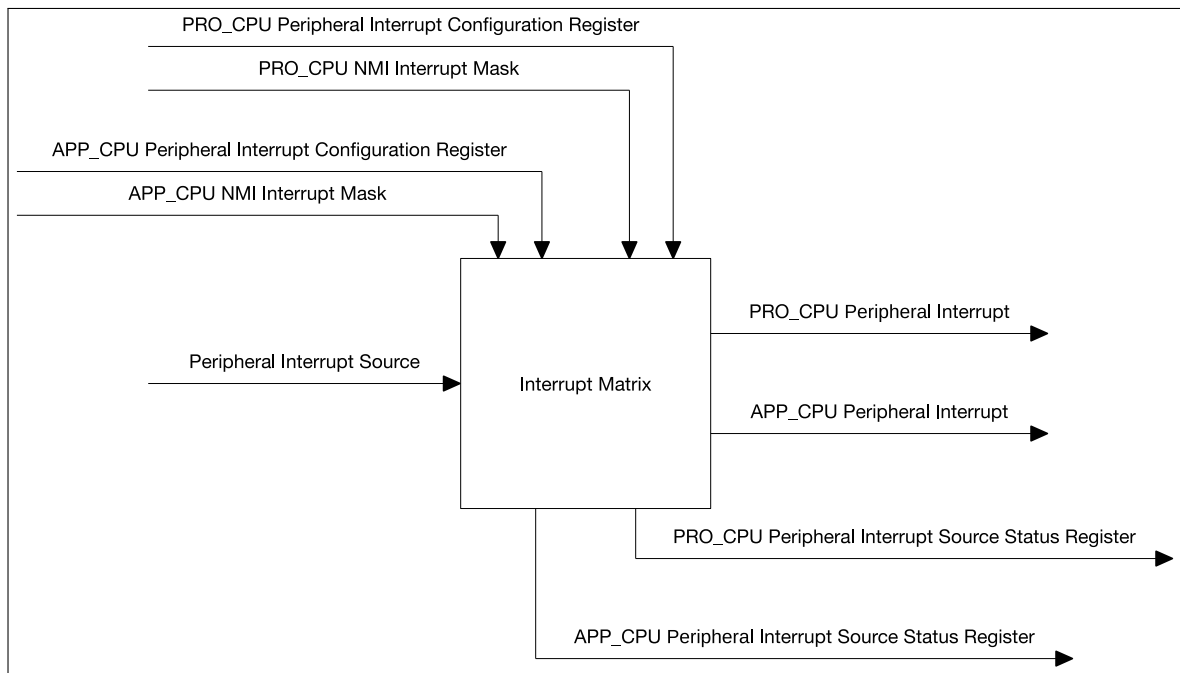 PRO_CPU Peripheral Interrupt Configuration Register
PRO_CPU NMI Interrupt Mask
APP_CPU Peripheral Interrupt Configuration Register
APP_CPU NMI Interrupt Mask
PRO_CPU Peripheral Interrupt
Peripheral Interrupt Source
Interrupt Matrix
APP_CPU Peripheral Interrupt
PRO_CPU Peripheral Interrupt Source Status Register
APP_CPU Peripheral Interrupt Source Status Register